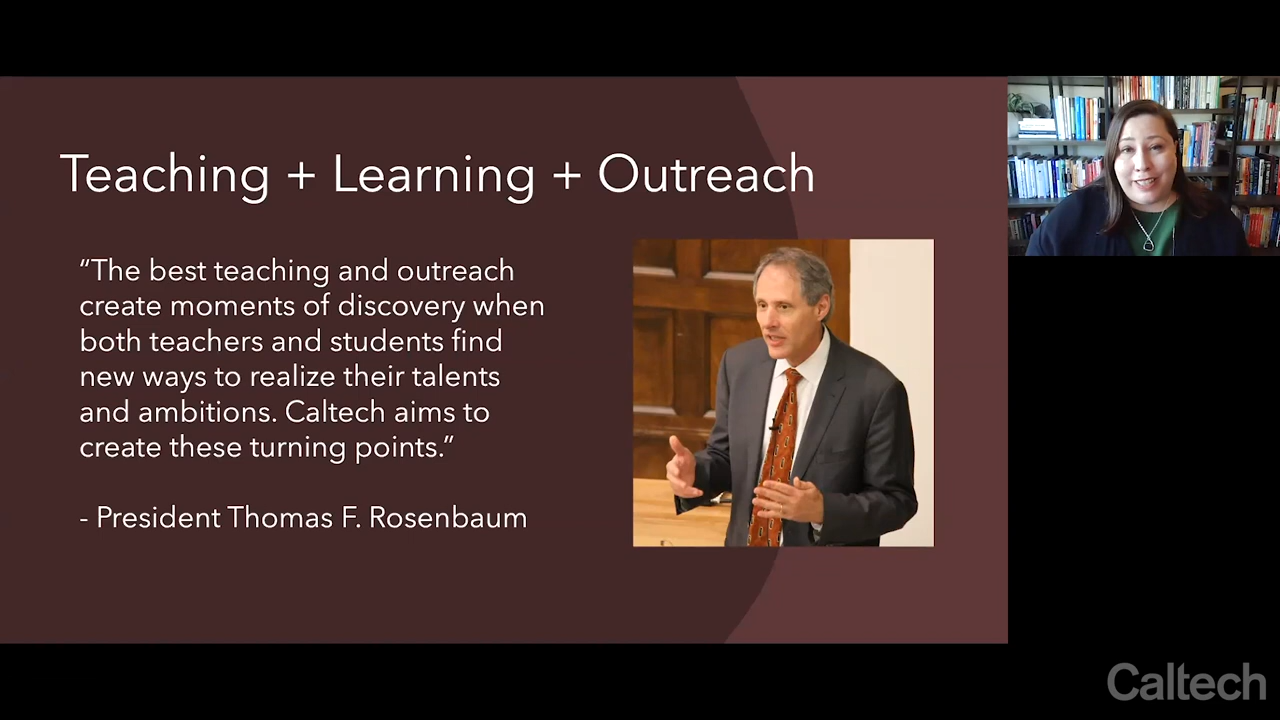 Teaching + Learning + Outreach
“The best teaching and outreach
create moments of discovery when
both teachers and students find
new ways to realize their talents
and ambitions. Caltech aims to
create these turning points.”
- President Thomas F. Rosenbaum
Caltech